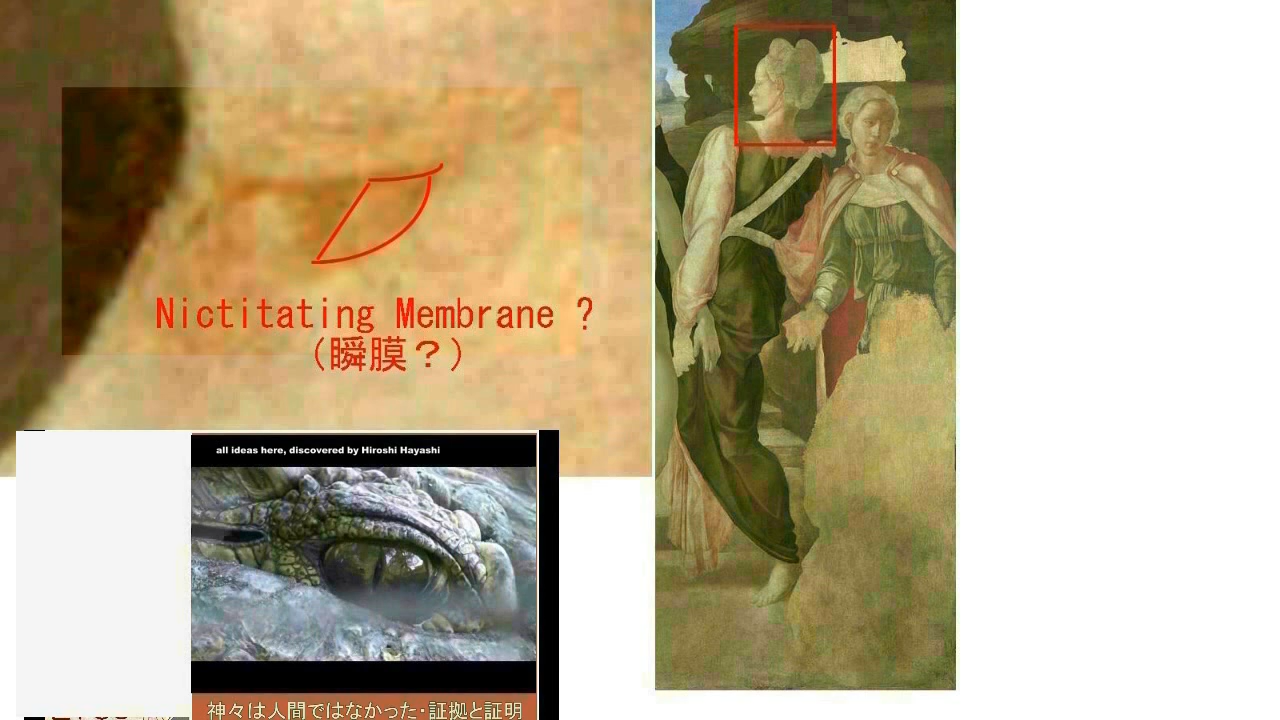 Nictitating Membrane ?
(瞬膜？)
all ideas here, discovered by Hiroshi Hayashi
神々は人間ではなかった・証拠と証明